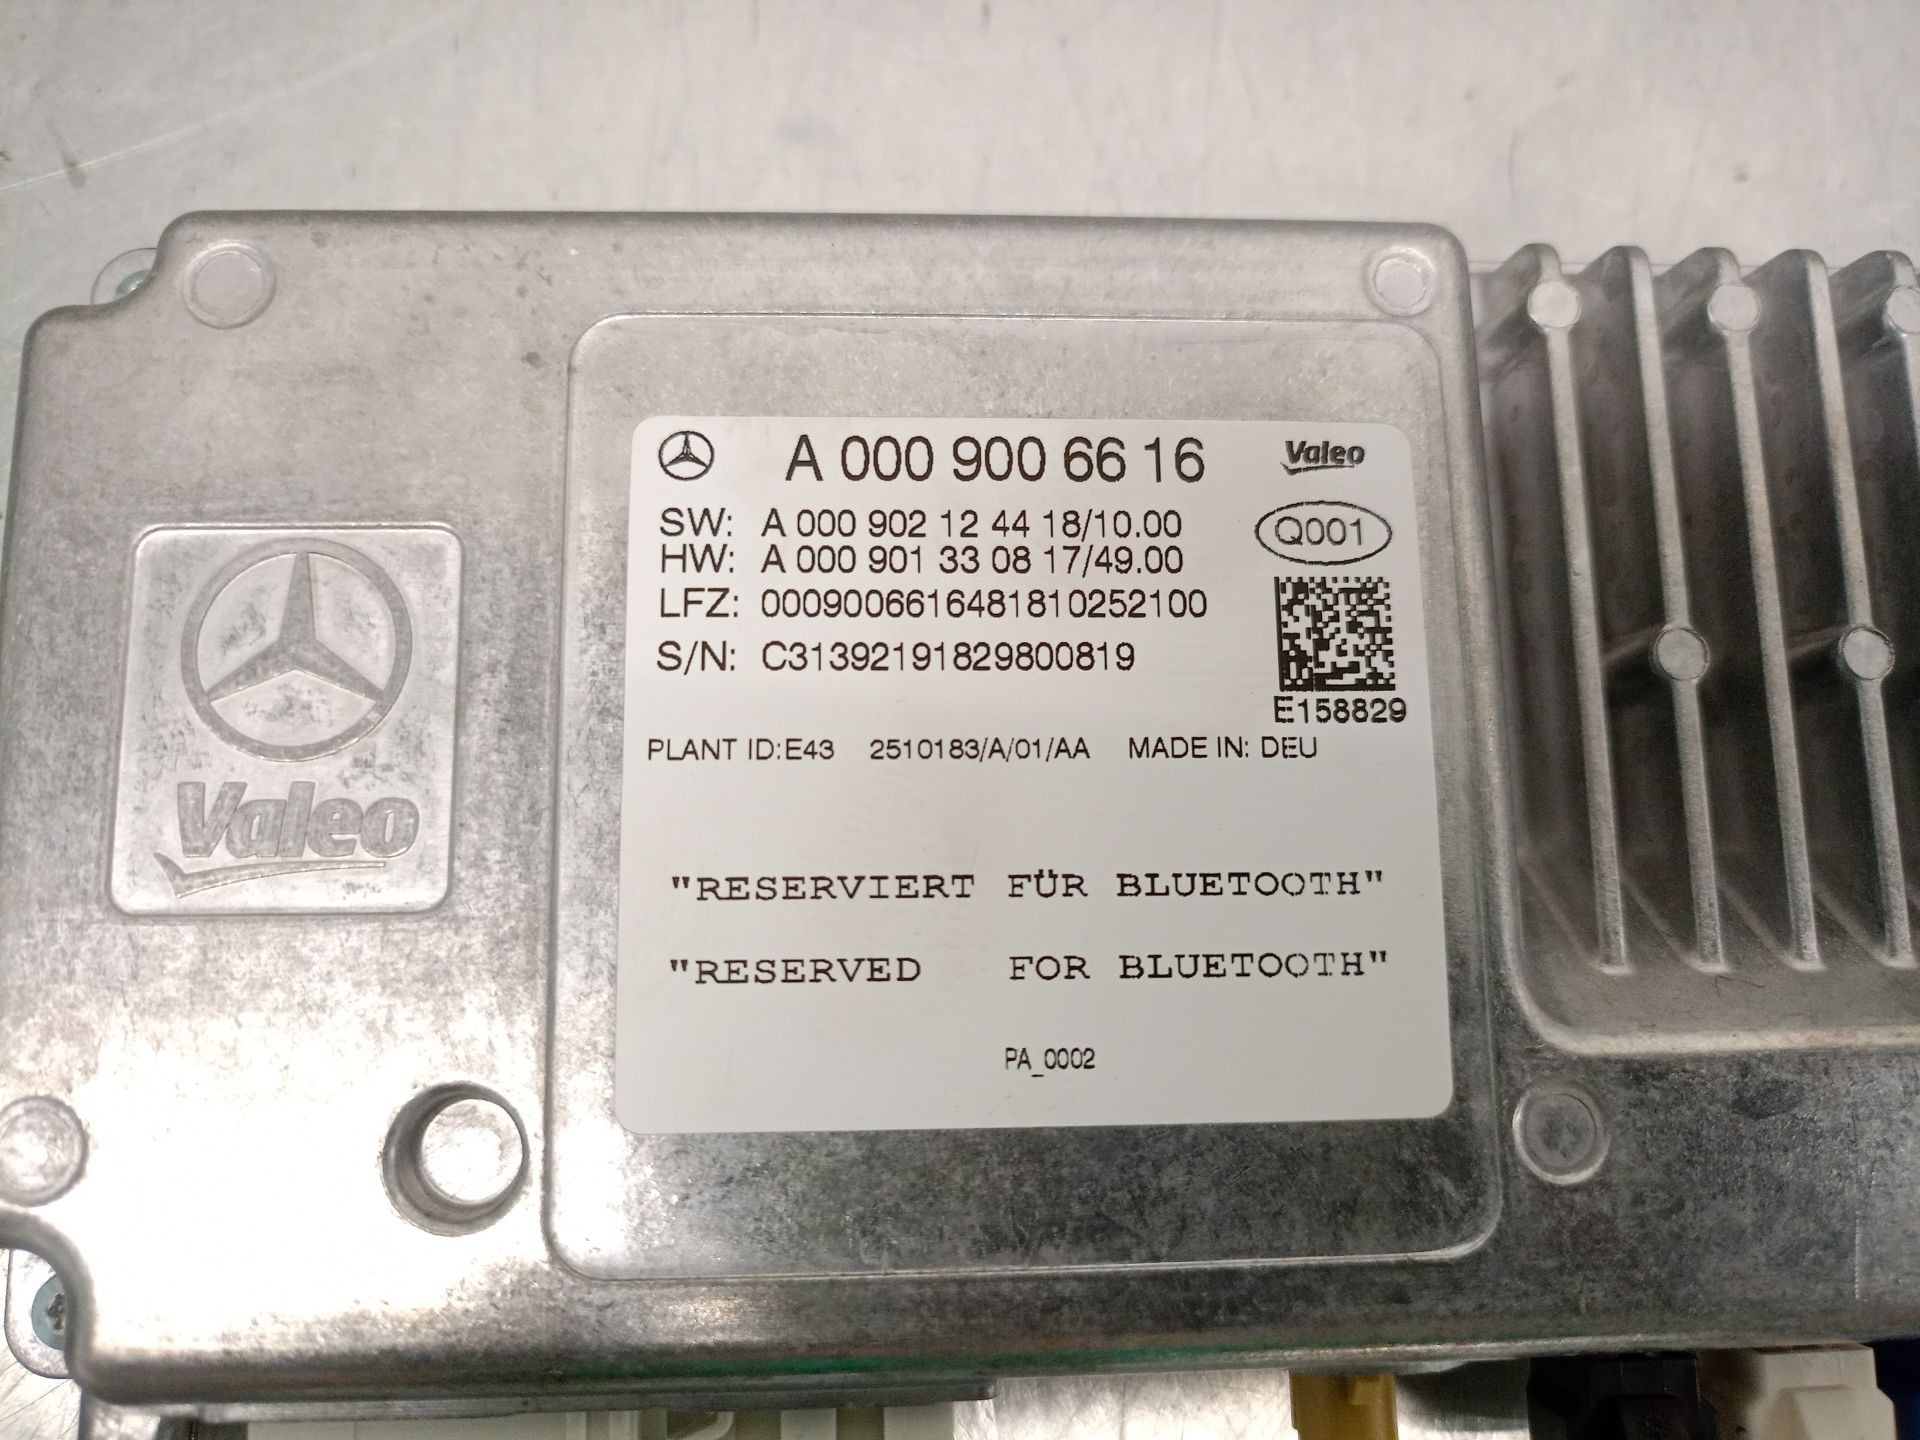 A 000 900 66 16
Valeo
SW: A 000 902 12 44 18/10.00
HW: A 000 901 33 08 17/49.00
Q001
LFZ: 0009006616481810252100
S/N: C31392191829800819
E158829
PLANT ID:E43 2510183/A/01/AA MADE IN: DEU
"RESERVIERT FÜR BLUETOOTH"
"RESERVED FOR BLUETOOTH"
PA_0002
Valeo